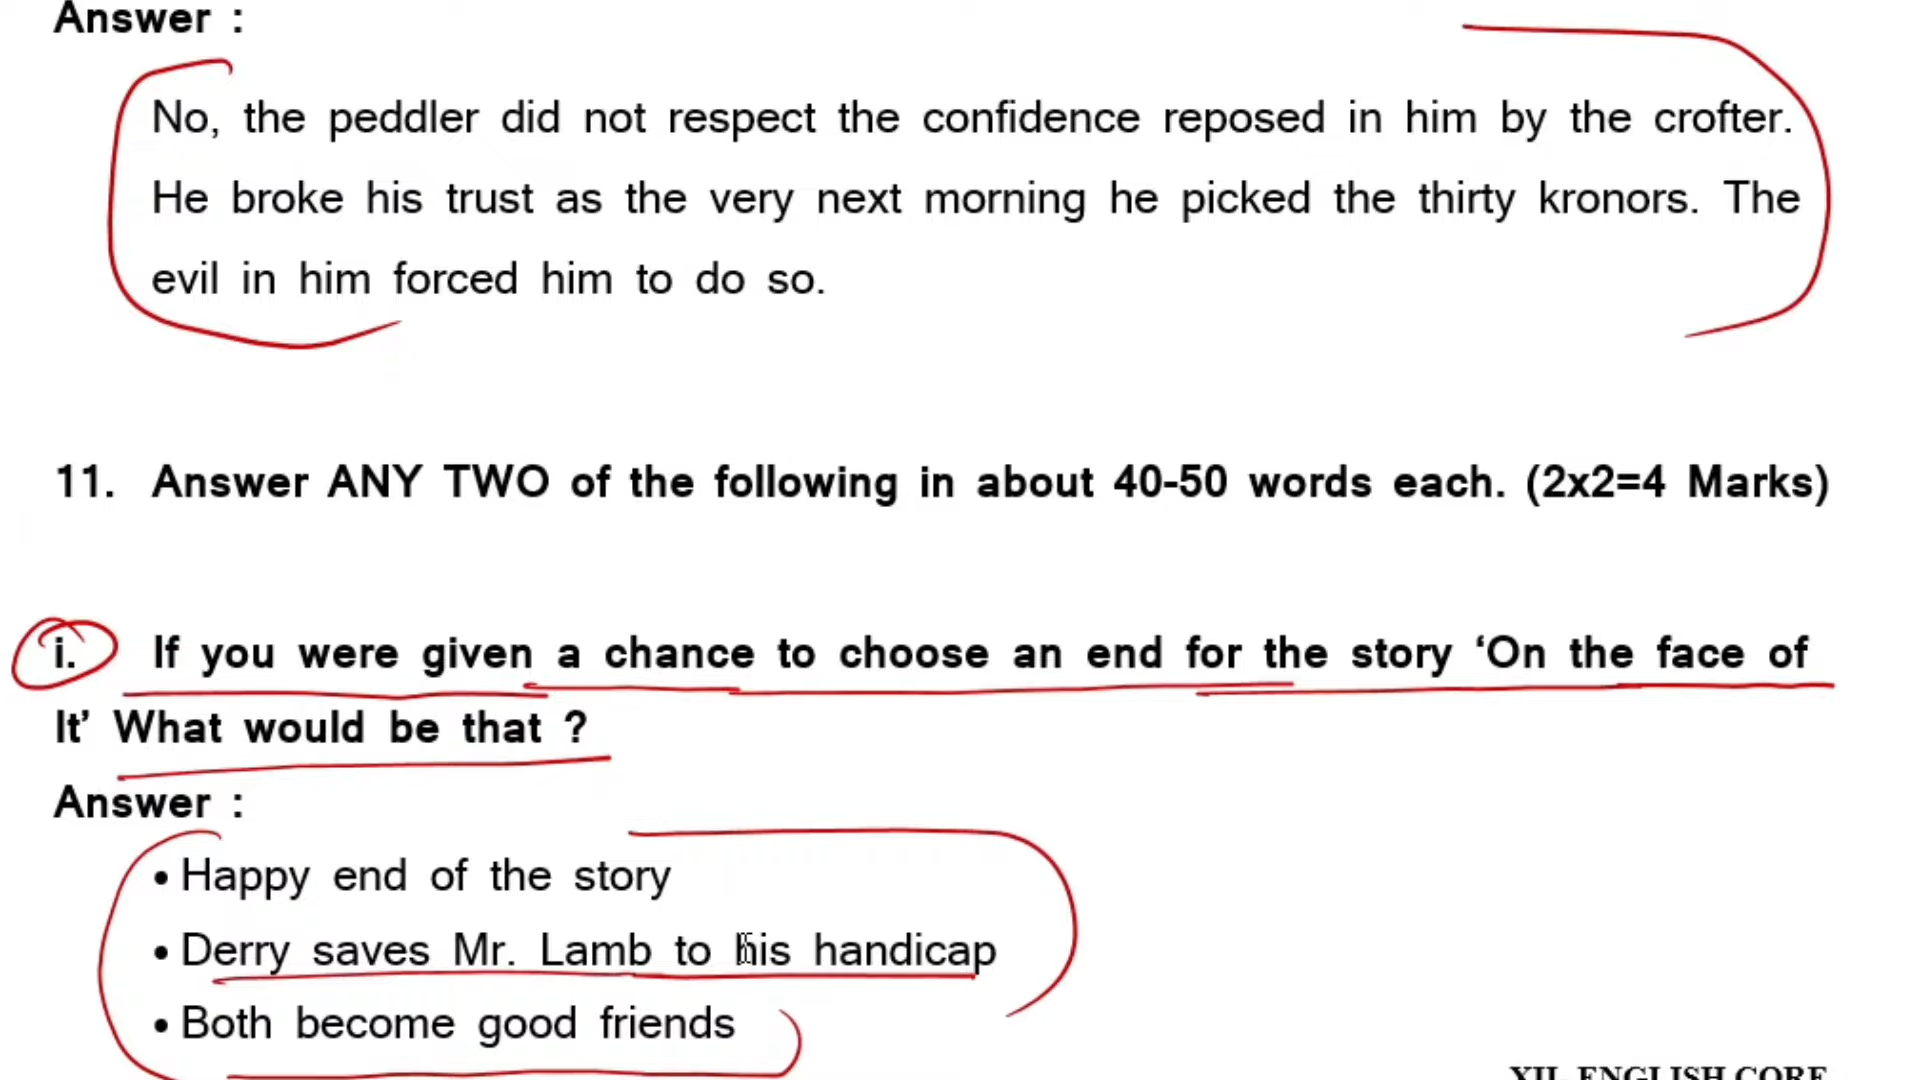 Answer :
No, the peddler did not respect the confidence reposed in him by the crofter.
He broke his trust as the very next morning he picked the thirty kronors. The
evil in him forced him to do so.
11. Answer ANY TWO of the following in about 40-50 words each. (2x2=4 Marks)
i. If you were given a chance to choose an end for the story ‘On the face of
It’ What would be that ?
Answer :
• Happy end of the story
• Derry saves Mr. Lamb to his handicap
• Both become good friends
XII- ENGLISH CORE